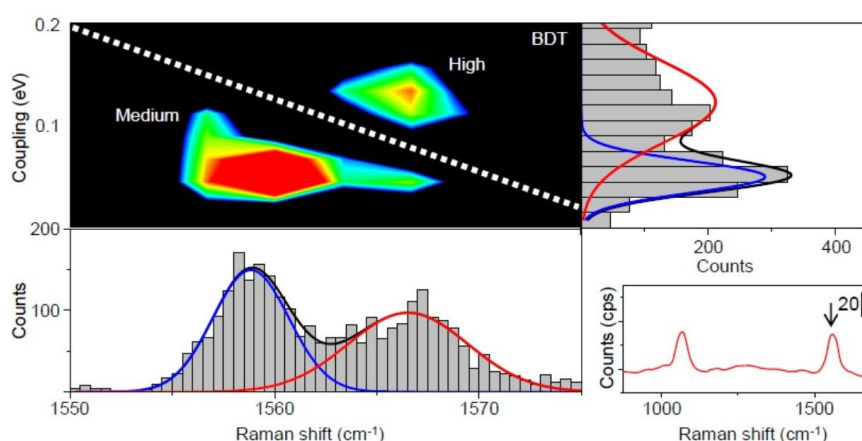 0.2
BDT
High
Medium
Coupling (eV)
0.1
200
Counts
100
1550
1560
1570
Raman shift (cm⁻¹)
200
400
Counts
Counts (cps)
20
1000
1500
Raman shift (cm⁻¹)